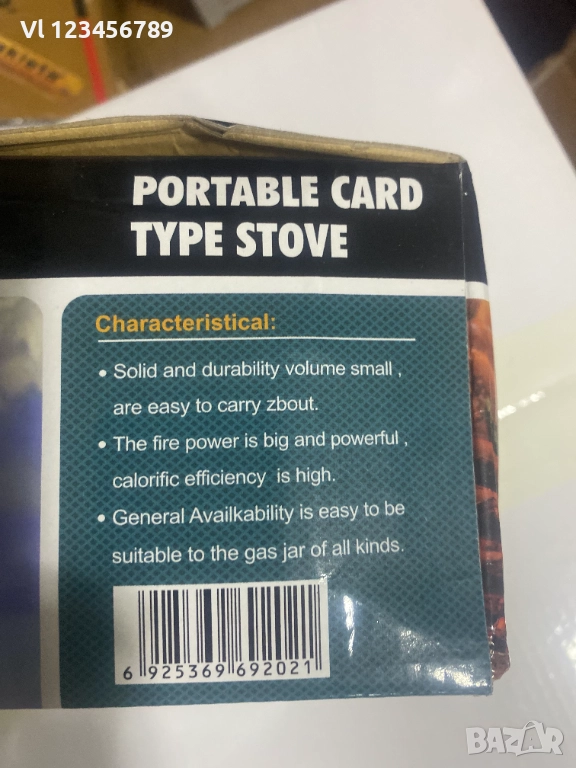 Vl 123456789
PORTABLE CARD
TYPE STOVE
Characteristical:
• Solid and durability volume small ,
are easy to carry zbout.
• The fire power is big and powerful ,
calorific efficiency is high.
• General Availkability is easy to be
suitable to the gas jar of all kinds.
6 925369 692021
BAZAR